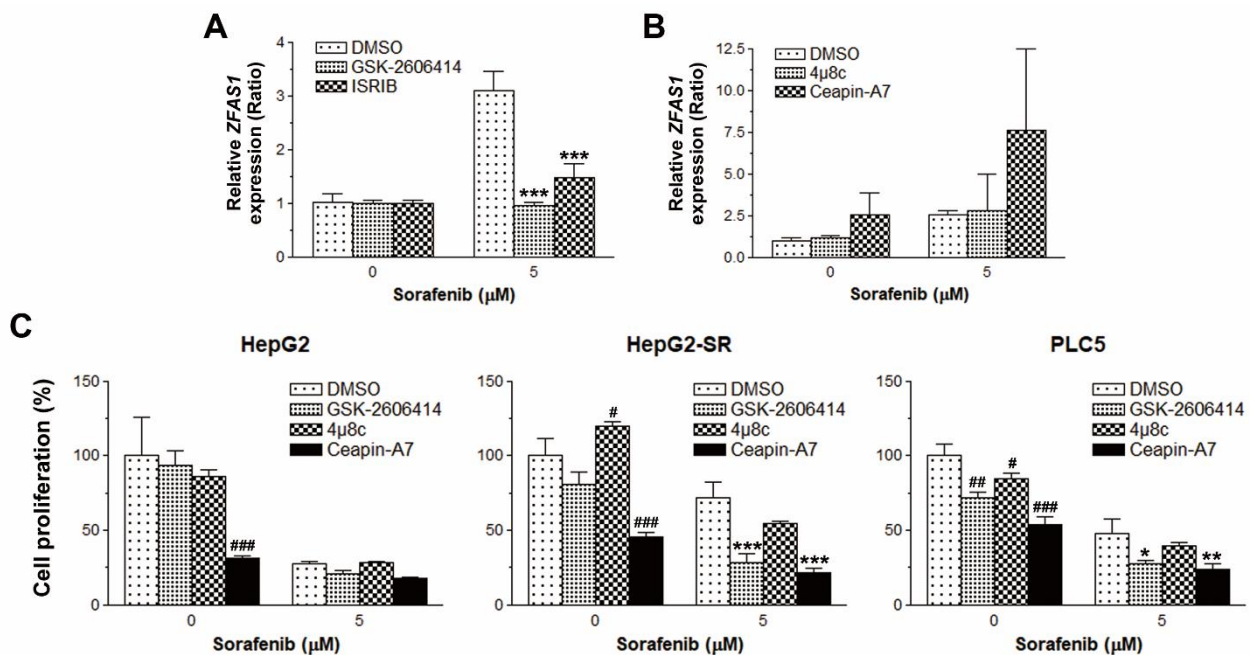 A
Relative ZFAS1
expression (Ratio)
4
3
2
1
0
DMSO
GSK-2606414
ISRIB
***
***
0
5
Sorafenib (μM)
B
Relative ZFAS1
expression (Ratio)
12.5
10.0
7.5
5.0
2.5
0.0
DMSO
4μ8c
Ceapin-A7
0
5
Sorafenib (μM)
C
HepG2
Cell proliferation (%)
150
100
50
0
DMSO
GSK-2606414
4μ8c
Ceapin-A7
###
0
5
Sorafenib (μM)
HepG2-SR
150
100
50
0
DMSO
GSK-2606414
4μ8c
Ceapin-A7
#
###
***
***
0
5
Sorafenib (μM)
PLC5
150
100
50
0
DMSO
GSK-2606414
4μ8c
Ceapin-A7
##
#
###
*
**
0
5
Sorafenib (μM)